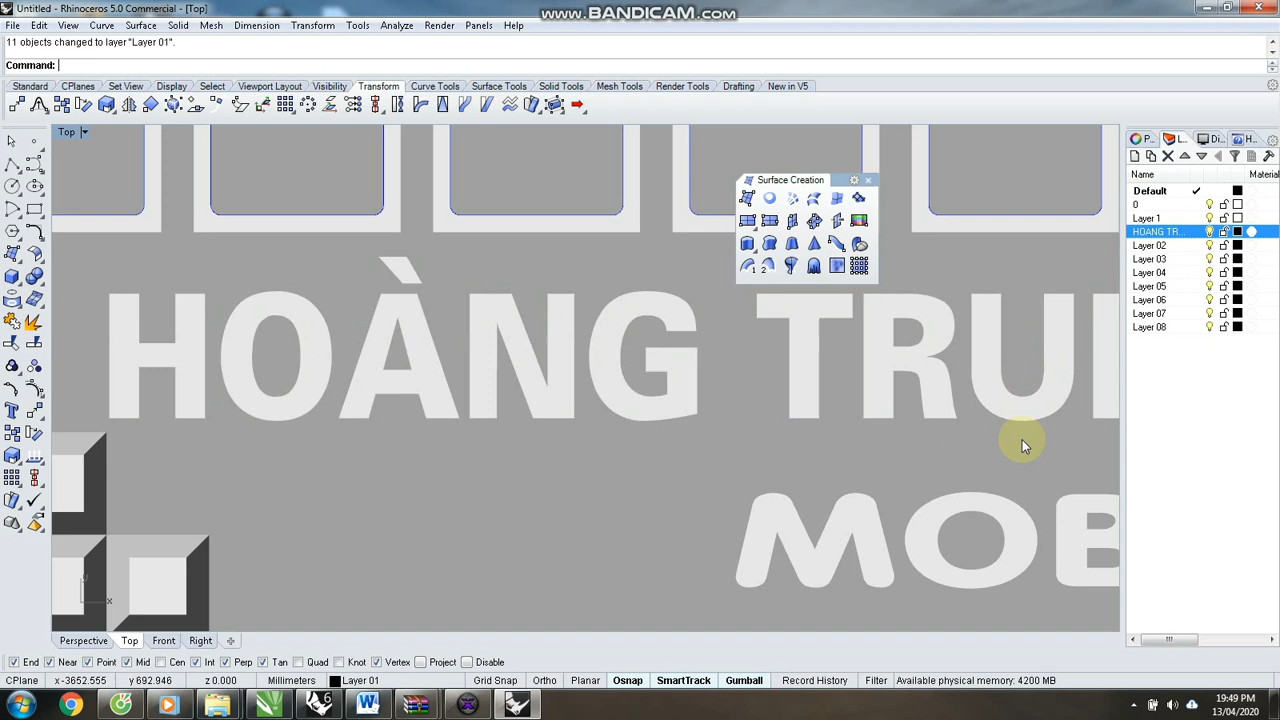 Untitled - Rhinoceros 5.0 Commercial - [Top]
www.BANDICAM.com
File Edit View Curve Surface Solid Mesh Dimension Transform Tools Analyze Render Panels Help
11 objects changed to layer "Layer 01".
Command:
Standard CPlanes Set View Display Select Viewport Layout Visibility Transform Curve Tools Surface Tools Solid Tools Mesh Tools Render Tools Drafting New in V5
Top
P... L... Di... H...
Surface Creation
Name Material
Default
0
Layer 1
HOANG TR...
Layer 02
Layer 03
Layer 04
Layer 05
Layer 06
Layer 07
Layer 08
1 2
HOÀNG TRU
MOB
x
Perspective Top Front Right
End Near Point Mid Cen Int Perp Tan Quad Knot Vertex Project Disable
CPlane x -3652.555 y 692.946 z 0.000 Millimeters Layer 01 Grid Snap Ortho Planar Osnap SmartTrack Gumball Record History Filter Available physical memory: 4200 MB
19:49 PM
13/04/2020